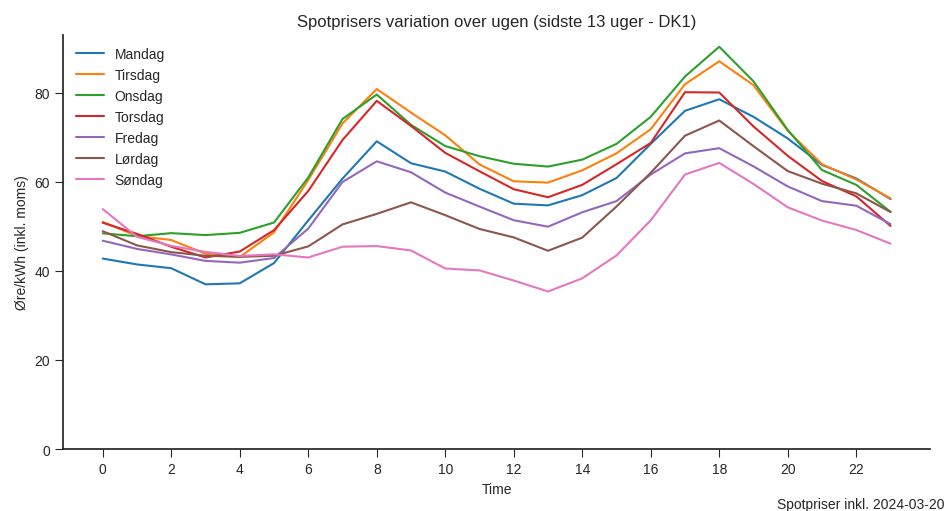 Spotprisers variation over ugen (sidste 13 uger - DK1)
Mandag
Tirsdag
Onsdag
Torsdag
Fredag
Lørdag
Søndag
Øre/kWh (inkl. moms)
80
60
40
20
0
0 2 4 6 8 10 12 14 16 18 20 22
Time
Spotpriser inkl. 2024-03-20